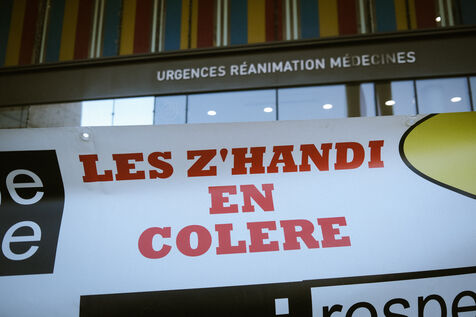 URGENCES RÉANIMATION MÉDECINES
LES Z'HANDI
EN
COLERE